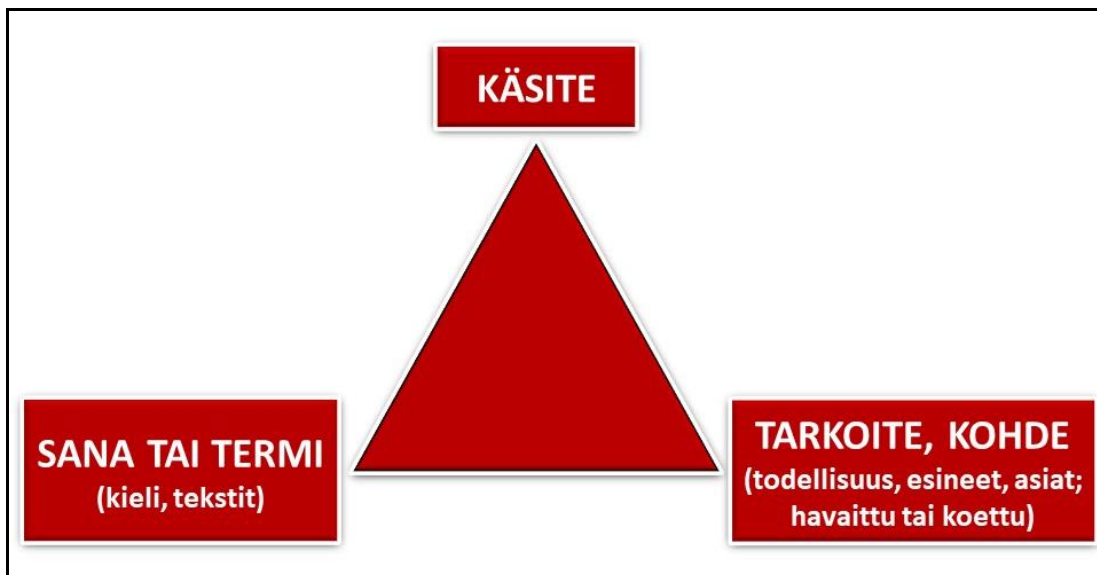 KÄSITE
SANA TAI TERMI
(kieli, tekstit)
TARKOITE, KOHDE
(todellisuus, esineet, asiat;
havaittu tai koettu)